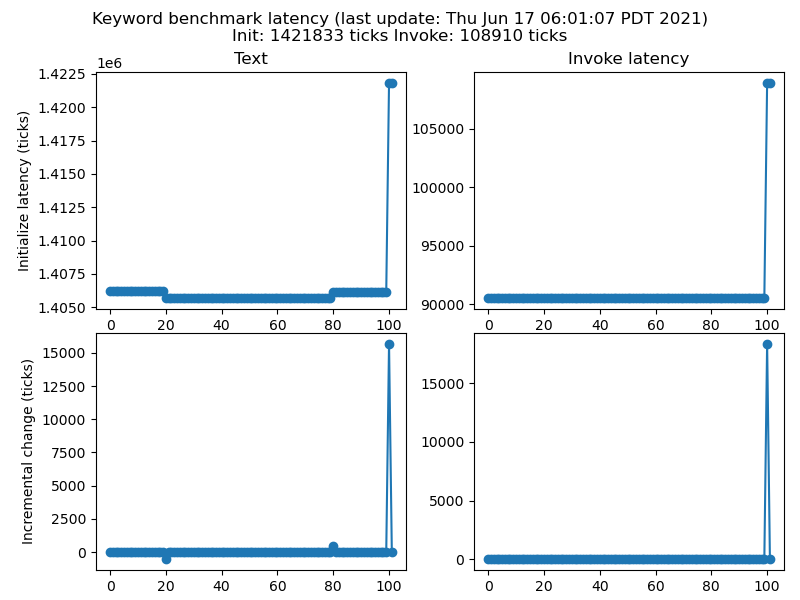 Keyword benchmark latency (last update: Thu Jun 17 06:01:07 PDT 2021)
Init: 1421833 ticks Invoke: 108910 ticks
Text
1e6
Initialize latency (ticks)
1.4225
1.4200
1.4175
1.4150
1.4125
1.4100
1.4075
1.4050
0 20 40 60 80 100
Invoke latency
105000
100000
95000
90000
0 20 40 60 80 100
Incremental change (ticks)
15000
12500
10000
7500
5000
2500
0
0 20 40 60 80 100
15000
10000
5000
0
0 20 40 60 80 100